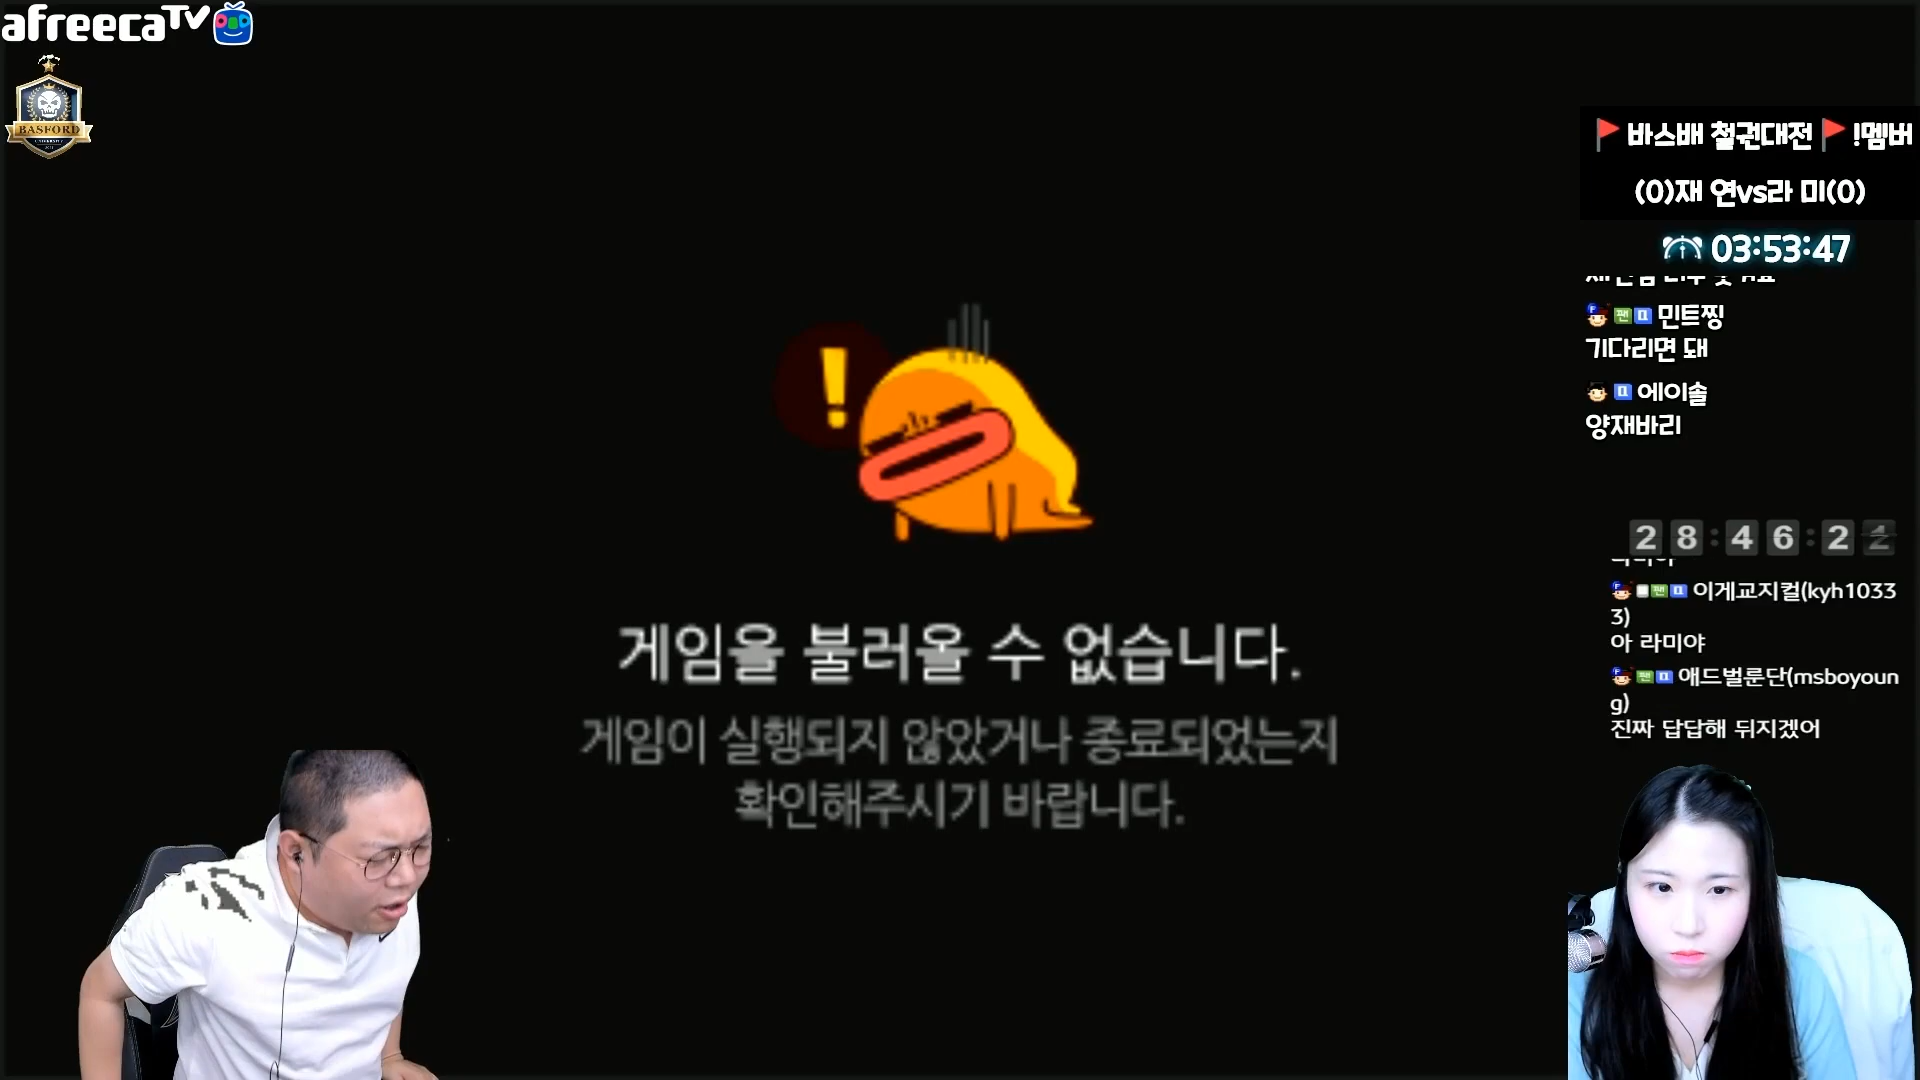 afreecaTV
BASFORD
바스배 철권대전 !멤버
(0)재 연vs라 미(0)
03:53:47
민트찡
기다리면 돼
에이솔
양재바리
28:46:2
이게교지컬(kyh1033
3)
아 라미야
애드벌룬단(msboyoun
g)
진짜 답답해 뒤지겠어
!
게임을 불러올 수 없습니다.
게임이 실행되지 않았거나 종료되었는지
확인해주시기 바랍니다.